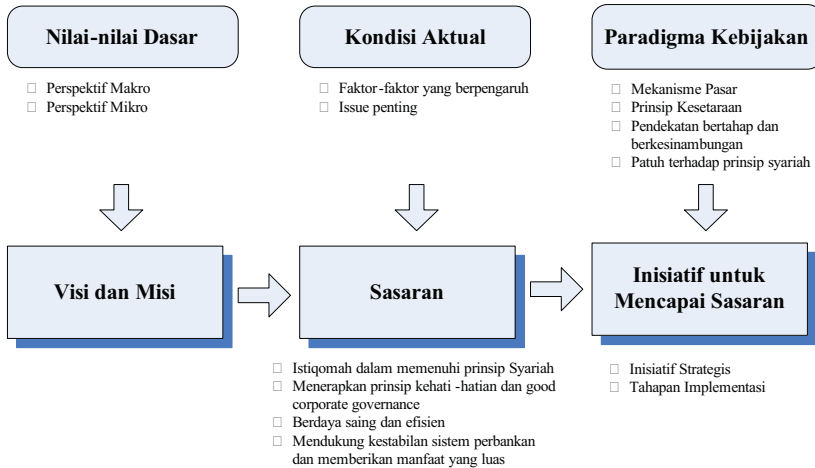 Nilai-nilai Dasar
□ Perspektif Makro
□ Perspektif Mikro
Kondisi Aktual
□ Faktor-faktor yang berpengaruh
□ Issue penting
Paradigma Kebijakan
□ Mekanisme Pasar
□ Prinsip Kesetaraan
□ Pendekatan bertahap dan
berkesinambungan
□ Patuh terhadap prinsip syariah
Visi dan Misi
Sasaran
□ Istiqomah dalam memenuhi prinsip Syariah
□ Menerapkan prinsip kehati -hatian dan good
corporate governance
□ Berdaya saing dan efisien
□ Mendukung kestabilan sistem perbankan
dan memberikan manfaat yang luas
Inisiatif untuk
Mencapai Sasaran
□ Inisiatif Strategis
□ Tahapan Implementasi